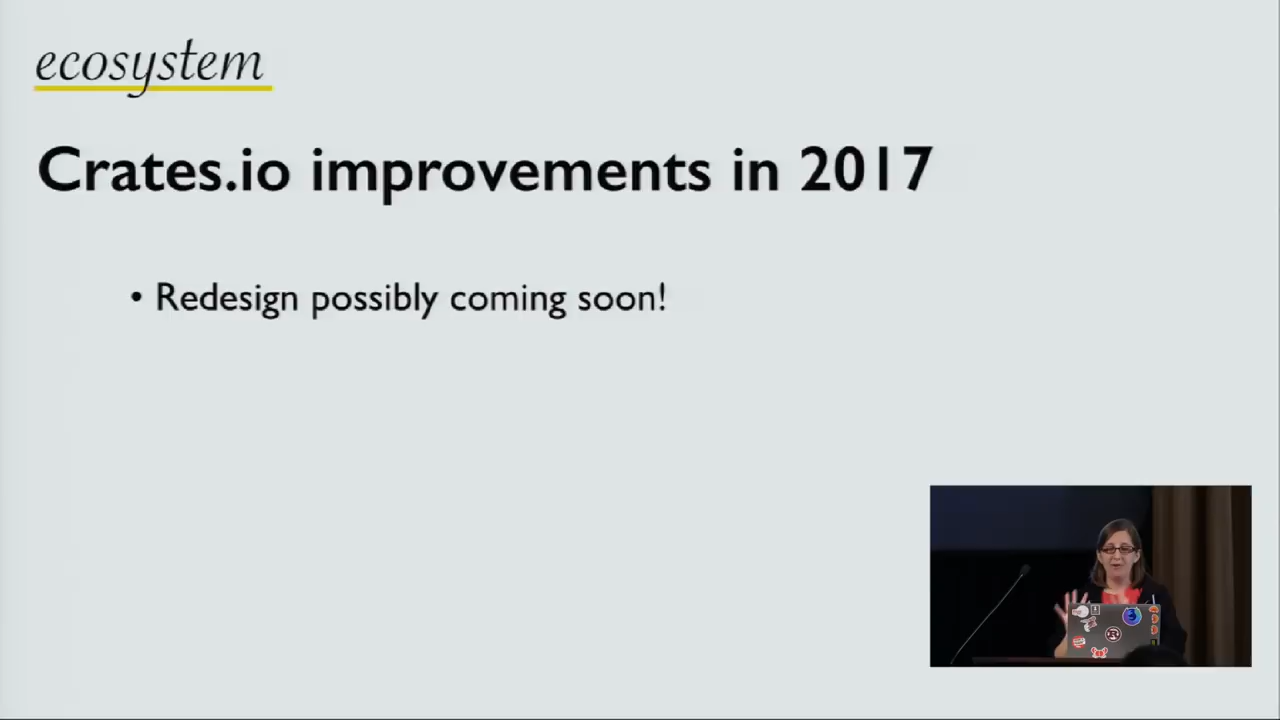 ecosystem
Crates.io improvements in 2017
• Redesign possibly coming soon!